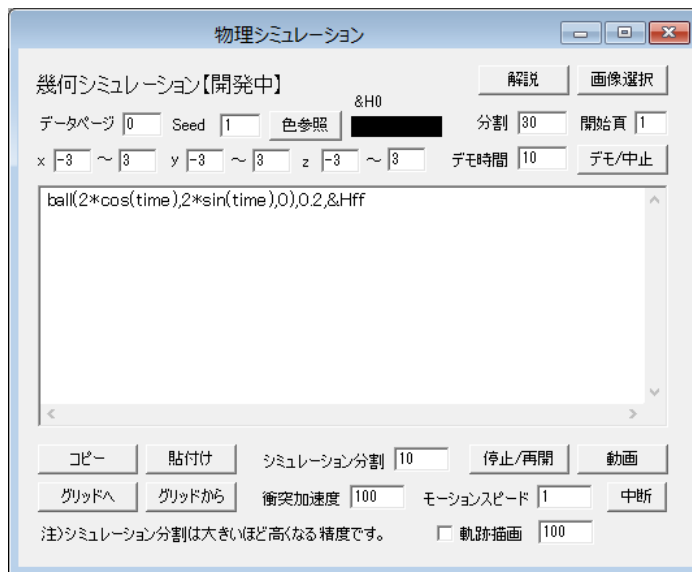 物理シミュレーション
幾何シミュレーション【開発中】 解説 画像選択
&H0
データページ 0 Seed 1 色参照 分割 30 開始頁 1
x -3 ～ 3 y -3 ～ 3 z -3 ～ 3 デモ時間 10 デモ/中止
ball(2*cos(time),2*sin(time),0),0.2,&Hff
コピー 貼付け シミュレーション分割 10 停止/再開 動画
グリッドへ グリッドから 衝突加速度 100 モーションスピード 1 中断
注)シミュレーション分割は大きいほど高くなる精度です。 軌跡描画 100